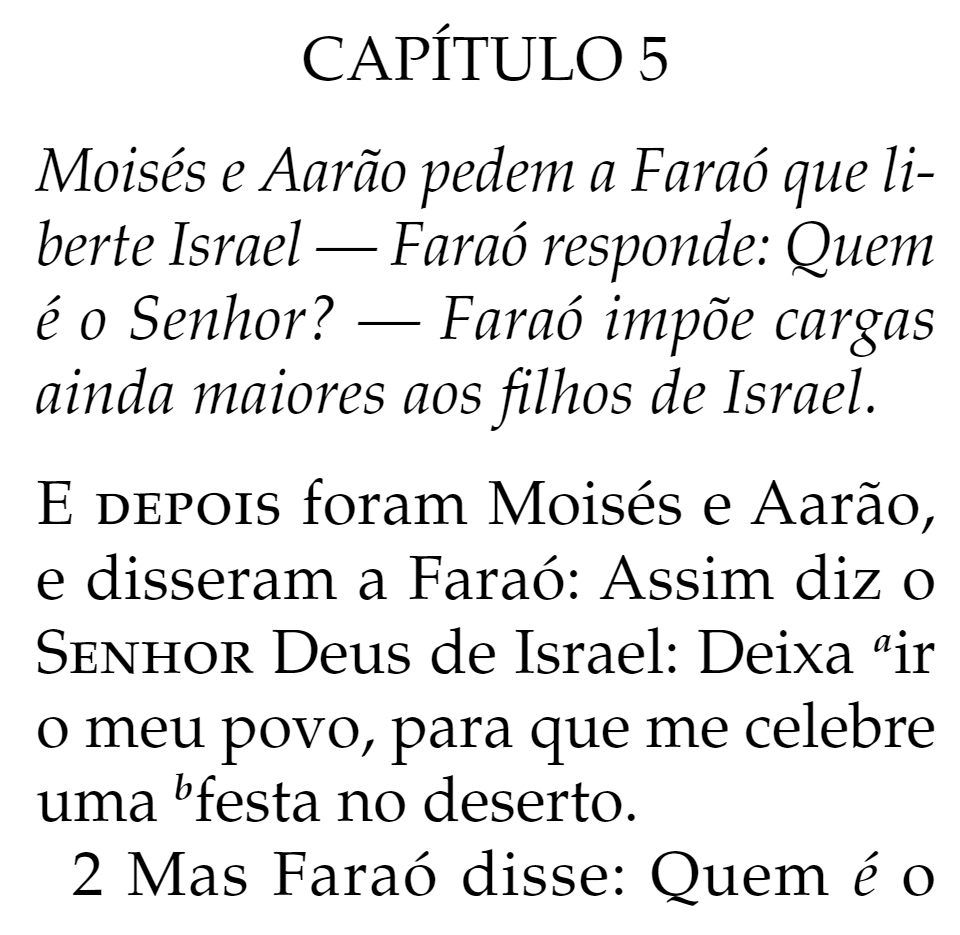 CAPÍTULO 5
Moisés e Aarão pedem a Faraó que li-
berte Israel — Faraó responde: Quem
é o Senhor? — Faraó impõe cargas
ainda maiores aos filhos de Israel.
E DEPOIS foram Moisés e Aarão,
e disseram a Faraó: Assim diz o
SENHOR Deus de Israel: Deixa ᵃir
o meu povo, para que me celebre
uma ᵇfesta no deserto.
2 Mas Faraó disse: Quem é o